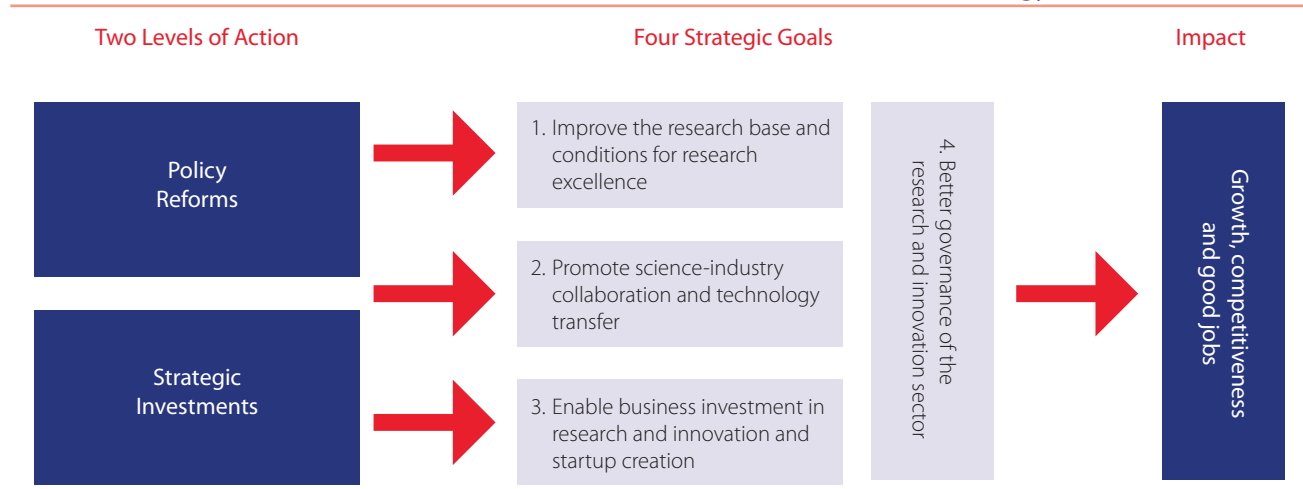 Two Levels of Action
Four Strategic Goals
Impact
Policy
Reforms
Strategic
Investments
1. Improve the research base and
conditions for research
excellence
2. Promote science-industry
collaboration and technology
transfer
3. Enable business investment in
research and innovation and
startup creation
4. Better governance of the
research and innovation sector
Growth, competitiveness
and good jobs